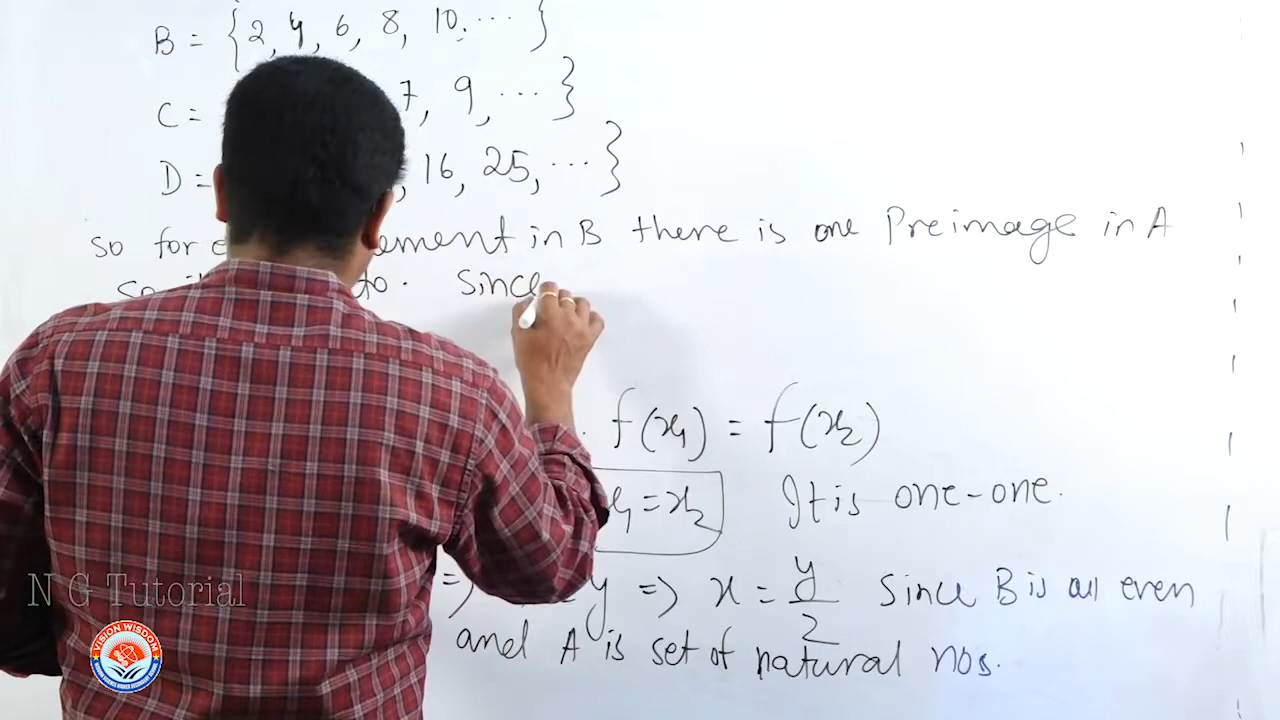 B = {2, 4, 6, 8, 10, ... }
C = 7, 9, ... }
D = 16, 25, ... }
so for in B there is one Preimage in A
Since
f(x1) = f(x2)
x1 = x2 It is one-one.
=> = y => x = y/2 Since B is all even
and A is set of natural nos.
N G Tutorial
VISION WISDOM